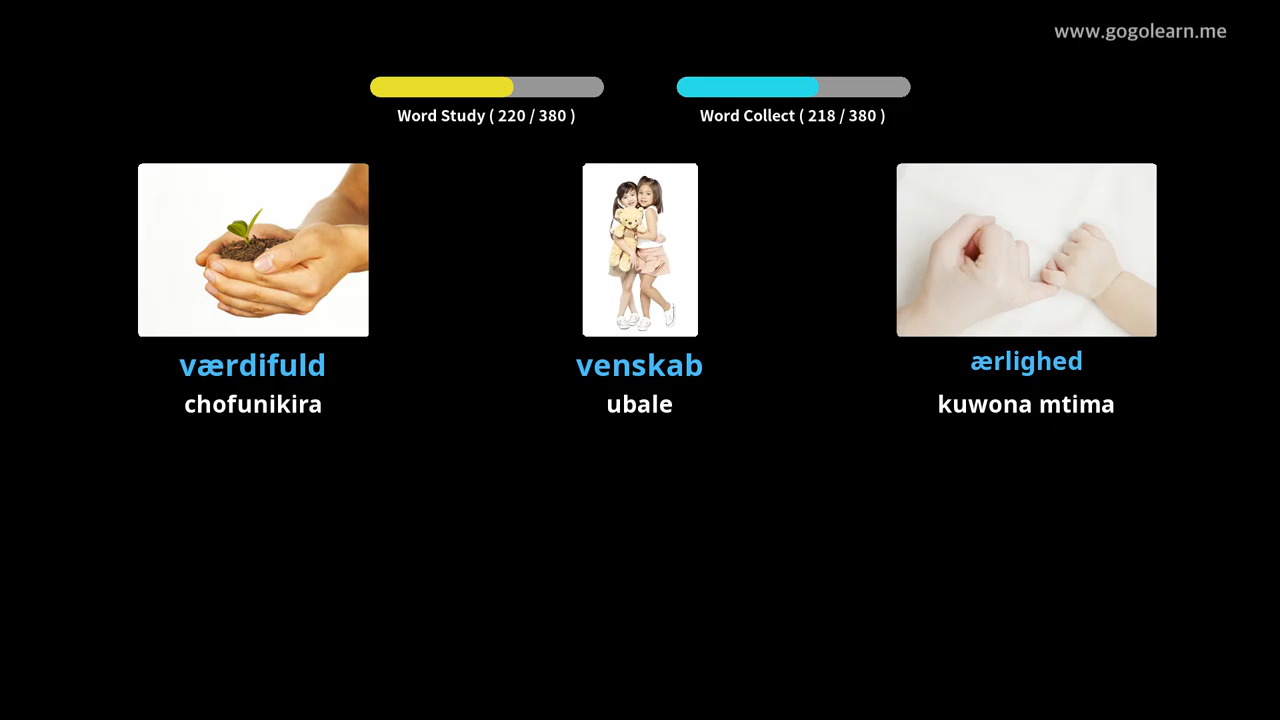 www.gogolearn.me
Word Study ( 220 / 380 )
Word Collect ( 218 / 380 )
værdifuld
chofunikira
venskab
ubale
ærlighed
kuwona mtima